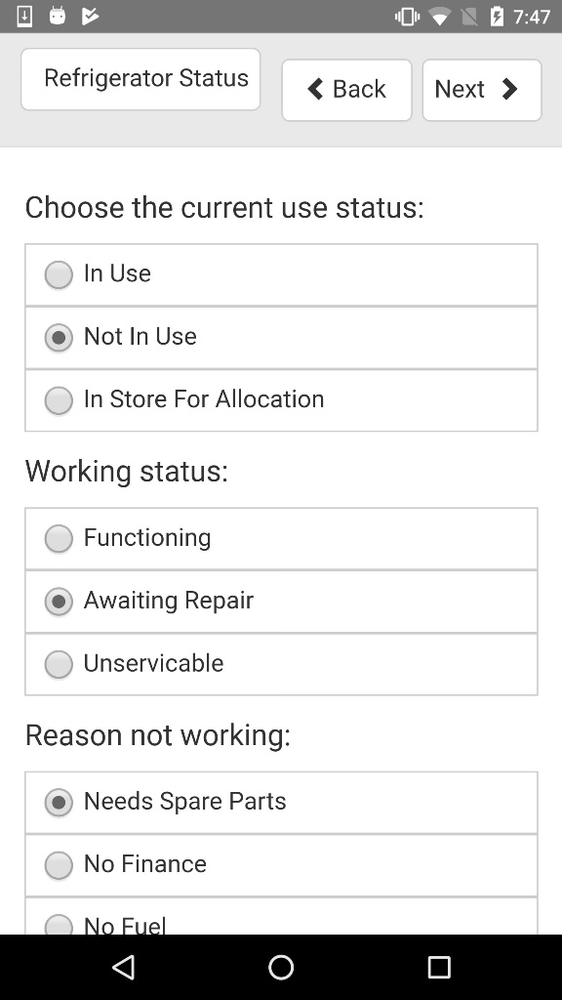 7:47
Refrigerator Status
Back
Next
Choose the current use status:
In Use
Not In Use
In Store For Allocation
Working status:
Functioning
Awaiting Repair
Unservicable
Reason not working:
Needs Spare Parts
No Finance
No Fuel